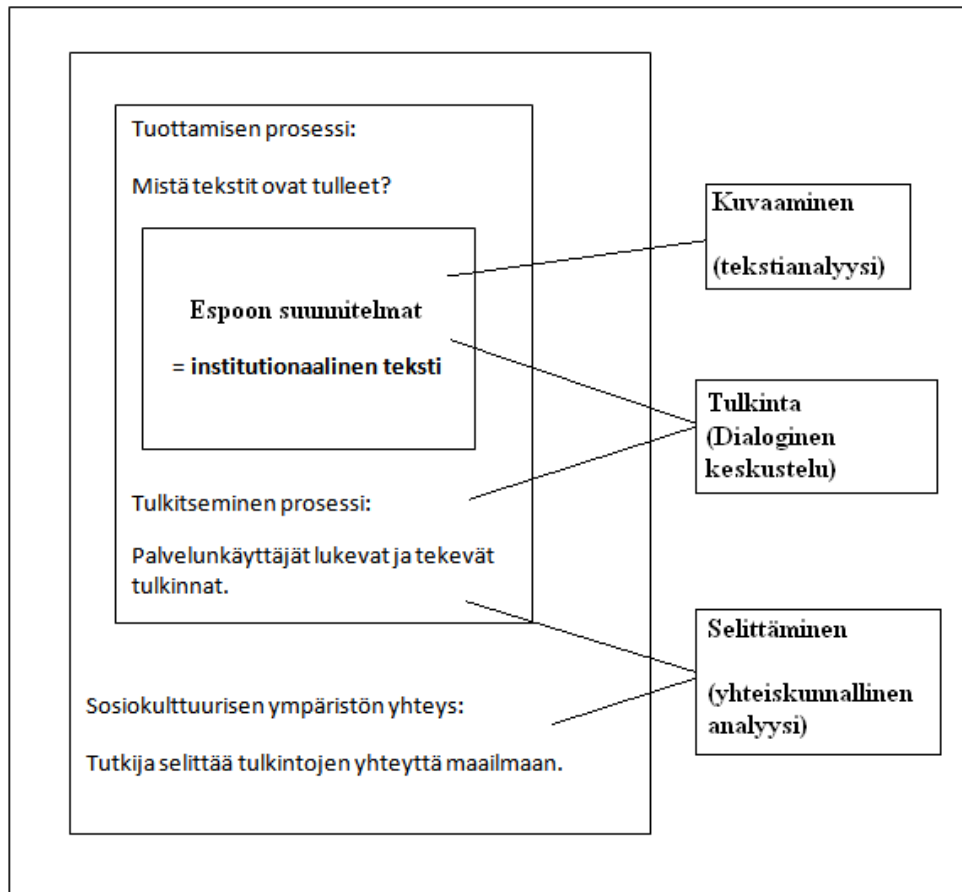 Tuottamisen prosessi:
Mistä tekstit ovat tulleet?
Espoon suunnitelmat
= institutionaalinen teksti
Tulkitseminen prosessi:
Palvelunkäyttäjät lukevat ja tekevät
tulkinnat.
Sosiokulttuurisen ympäristön yhteys:
Tutkija selittää tulkintojen yhteyttä maailmaan.
Kuvaaminen
(tekstianalyysi)
Tulkinta
(Dialoginen
keskustelu)
Selittäminen
(yhteiskunnallinen
analyysi)